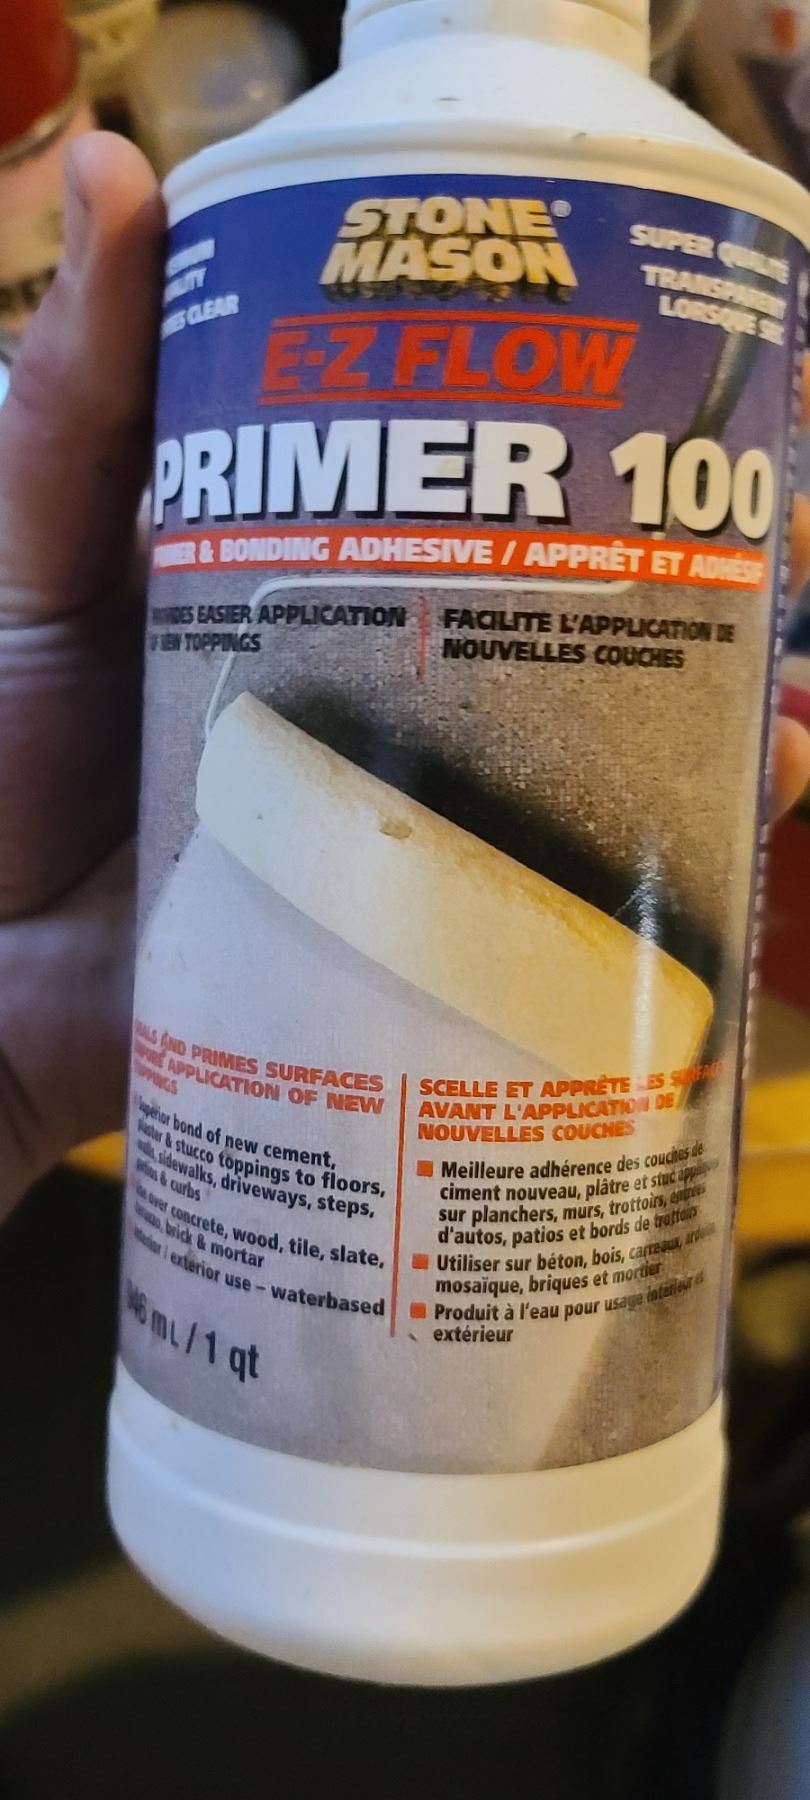 STONE
MASON®
QUALITY
DRIES CLEAR
SUPER QUALITÉ
TRANSPARENT
LORSQUE SEC
E-Z FLOW
PRIMER 100
PRIMER & BONDING ADHESIVE / APPRÊT ET ADHÉSIF
PROVIDES EASIER APPLICATION
OF NEW TOPPINGS
FACILITE L'APPLICATION DE
NOUVELLES COUCHES
SEALS AND PRIMES SURFACES
BEFORE APPLICATION OF NEW
TOPPINGS
Superior bond of new cement,
plaster & stucco toppings to floors,
walls, sidewalks, driveways, steps,
patios & curbs
Use over concrete, wood, tile, slate,
terrazzo, brick & mortar
Interior / exterior use – waterbased
946 mL / 1 qt
SCELLE ET APPRÊTE LES SURFACES
AVANT L'APPLICATION DE
NOUVELLES COUCHES
Meilleure adhérence des couches de
ciment nouveau, plâtre et stuc
sur planchers, murs, trottoirs, entrées
d'autos, patios et bords de trottoirs
Utiliser sur béton, bois, carreaux,
mosaïque, briques et mortier
Produit à l'eau pour usage intérieur et
extérieur